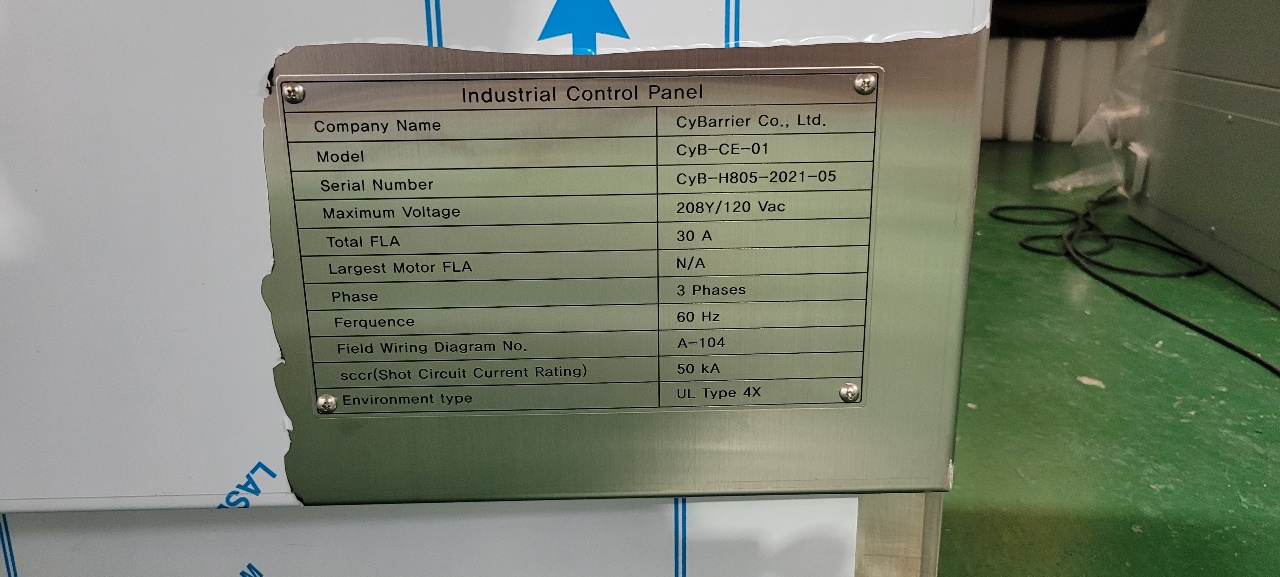 Industrial Control Panel
Company Name CyBarrier Co., Ltd.
Model CyB-CE-01
Serial Number CyB-H805-2021-05
Maximum Voltage 208Y/120 Vac
Total FLA 30 A
Largest Motor FLA N/A
Phase 3 Phases
Ferquence 60 Hz
Field Wiring Diagram No. A-104
sccr(Shot Circuit Current Rating) 50 kA
Environment type UL Type 4X